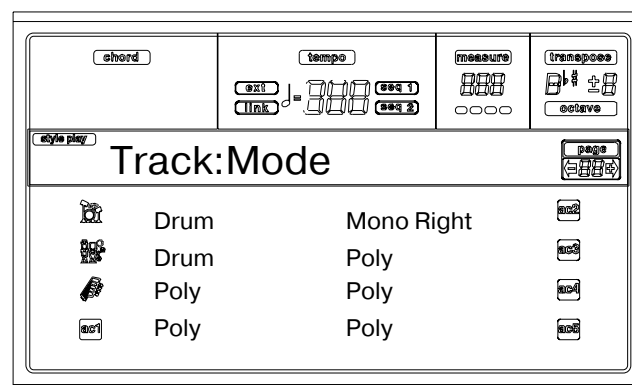 chord tempo measure transpose
ext seq 1
link seq 2
octave
style play
Track:Mode
page
Drum Mono Right ac2
Drum Poly ac3
Poly Poly ac4
ac1 Poly Poly ac5